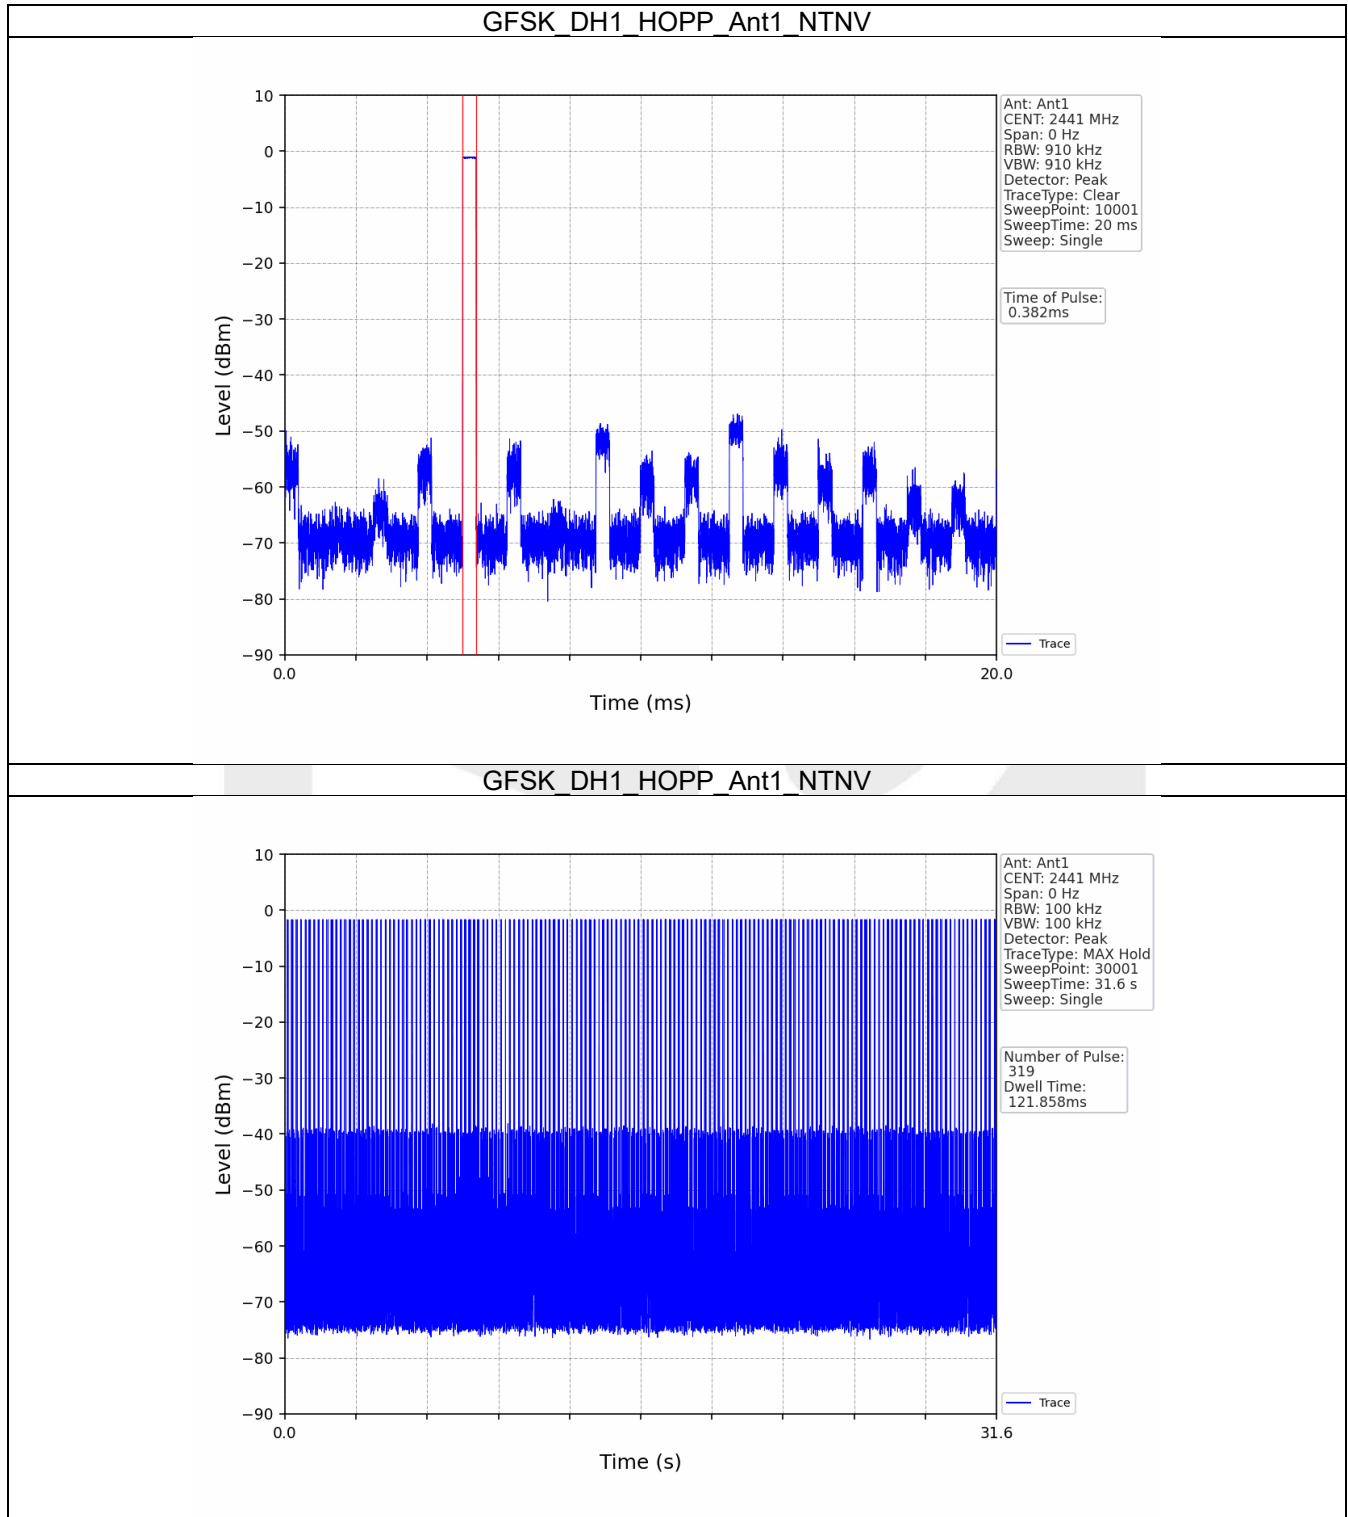 GFSK_DH1_HOPP_Ant1_NTNV
10
0
−10
−20
−30
−40
−50
−60
−70
−80
−90
Level (dBm)
0.0
20.0
Time (ms)
Ant: Ant1
CENT: 2441 MHz
Span: 0 Hz
RBW: 910 kHz
VBW: 910 kHz
Detector: Peak
TraceType: Clear
SweepPoint: 10001
SweepTime: 20 ms
Sweep: Single
Time of Pulse:
0.382ms
Trace
GFSK_DH1_HOPP_Ant1_NTNV
10
0
−10
−20
−30
−40
−50
−60
−70
−80
−90
Level (dBm)
0.0
31.6
Time (s)
Ant: Ant1
CENT: 2441 MHz
Span: 0 Hz
RBW: 100 kHz
VBW: 100 kHz
Detector: Peak
TraceType: MAX Hold
SweepPoint: 30001
SweepTime: 31.6 s
Sweep: Single
Number of Pulse:
319
Dwell Time:
121.858ms
Trace